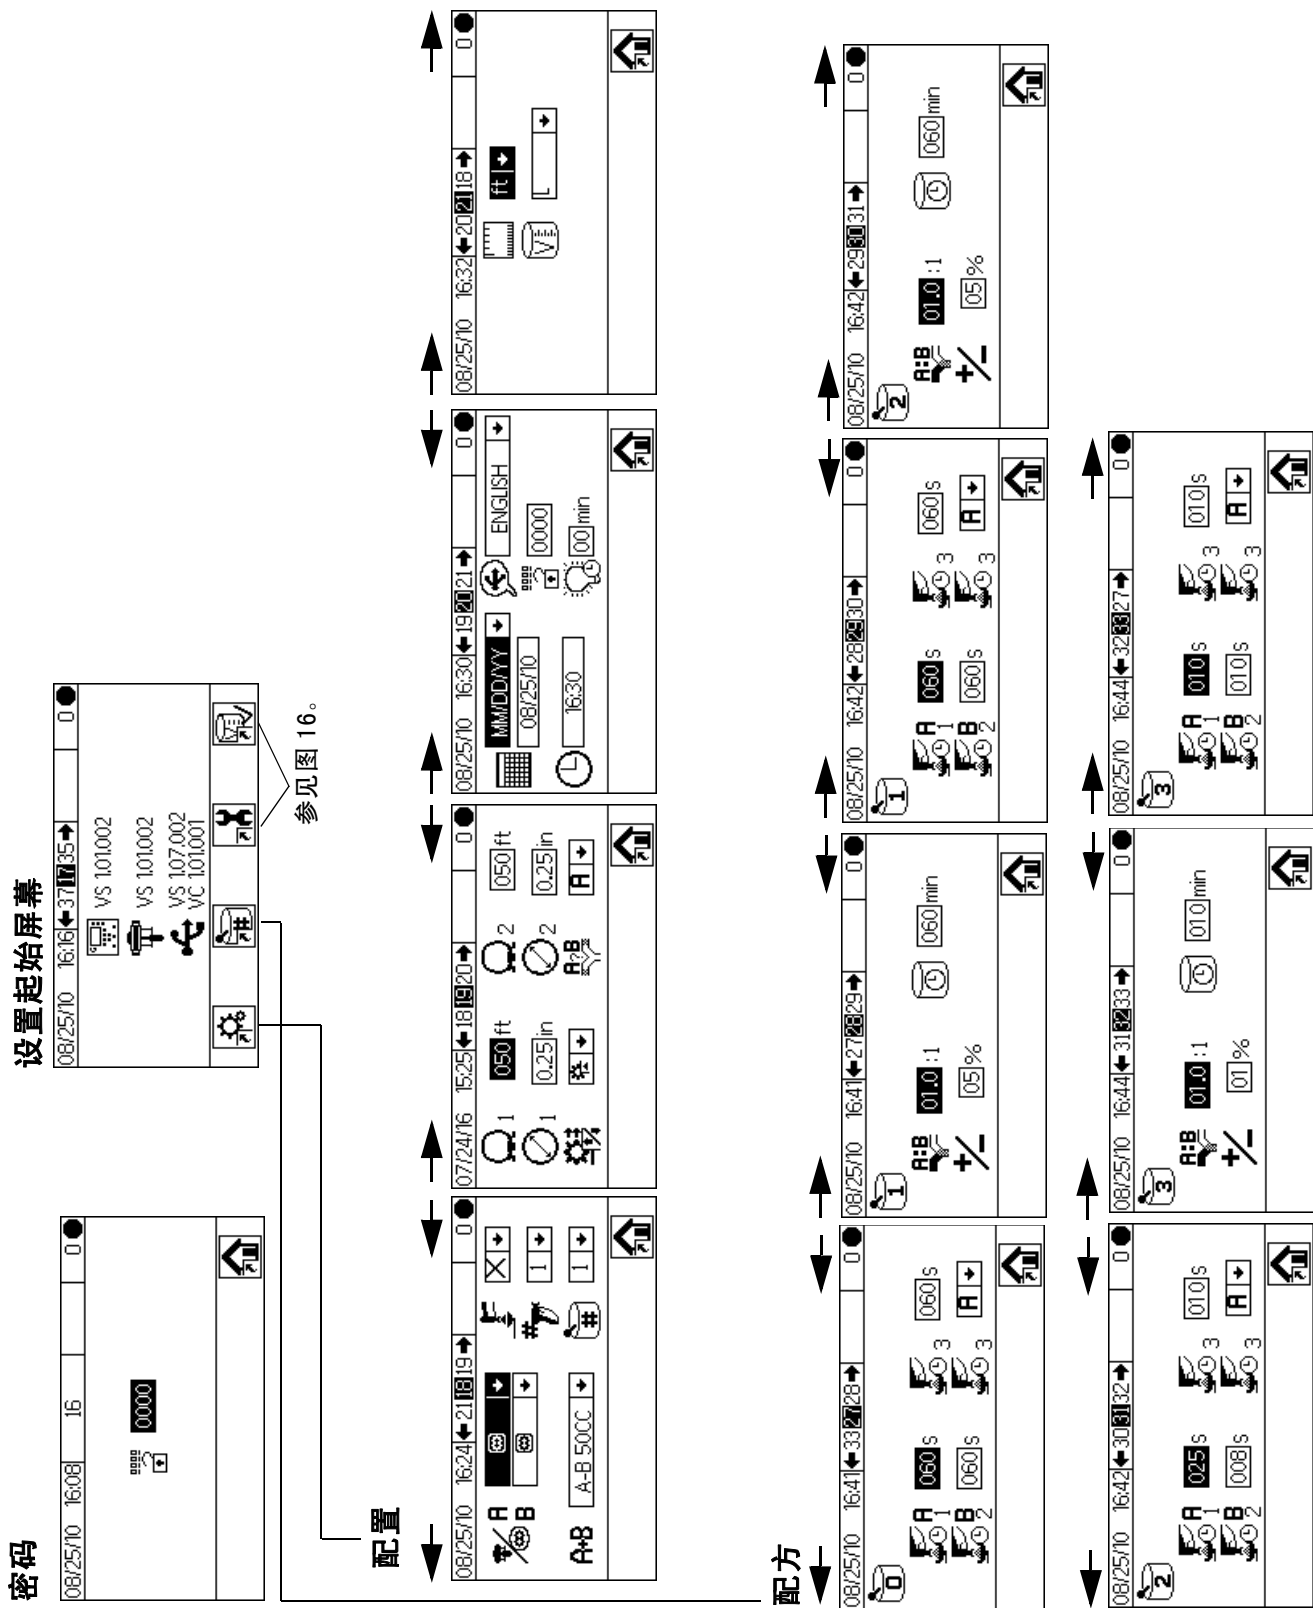 密码
08/25/10 16:08 16 0
0000
设置起始屏幕
08/25/10 16:16 37 17 35 0
VS 1.01.002
VS 1.01.002
VS 1.07.002
VC 1.01.001
#
参见图 16。
配置
08/25/10 16:24 21 18 19 0
A X
B # 1
A+B A-B 50CC # 1
07/24/16 15:25 18 19 20 0
1 050 ft 2 050 ft
1 0.25 in 2 0.25 in
A?B A
08/25/10 16:30 19 20 21 0
MM/DD/YY ENGLISH
08/25/10 0000
16:30 00 min
08/25/10 16:32 20 21 18 0
ft
L
配方
08/25/10 16:41 33 27 28 0
0
A 1 060 s 3 060 s
B 2 060 s 3 A
08/25/10 16:41 27 28 29 0
1
A:B 01.0 :1 060 min
+/- 05 %
08/25/10 16:42 28 29 30 0
1
A 1 060 s 3 060 s
B 2 060 s 3 A
08/25/10 16:42 29 30 31 0
2
A:B 01.0 :1 060 min
+/- 05 %
08/25/10 16:42 30 31 32 0
2
A 1 025 s 3 010 s
B 2 008 s 3 A
08/25/10 16:44 31 32 33 0
3
A:B 01.0 :1 010 min
+/- 01 %
08/25/10 16:44 32 33 27 0
3
A 1 010 s 3 010 s
B 2 010 s 3 A